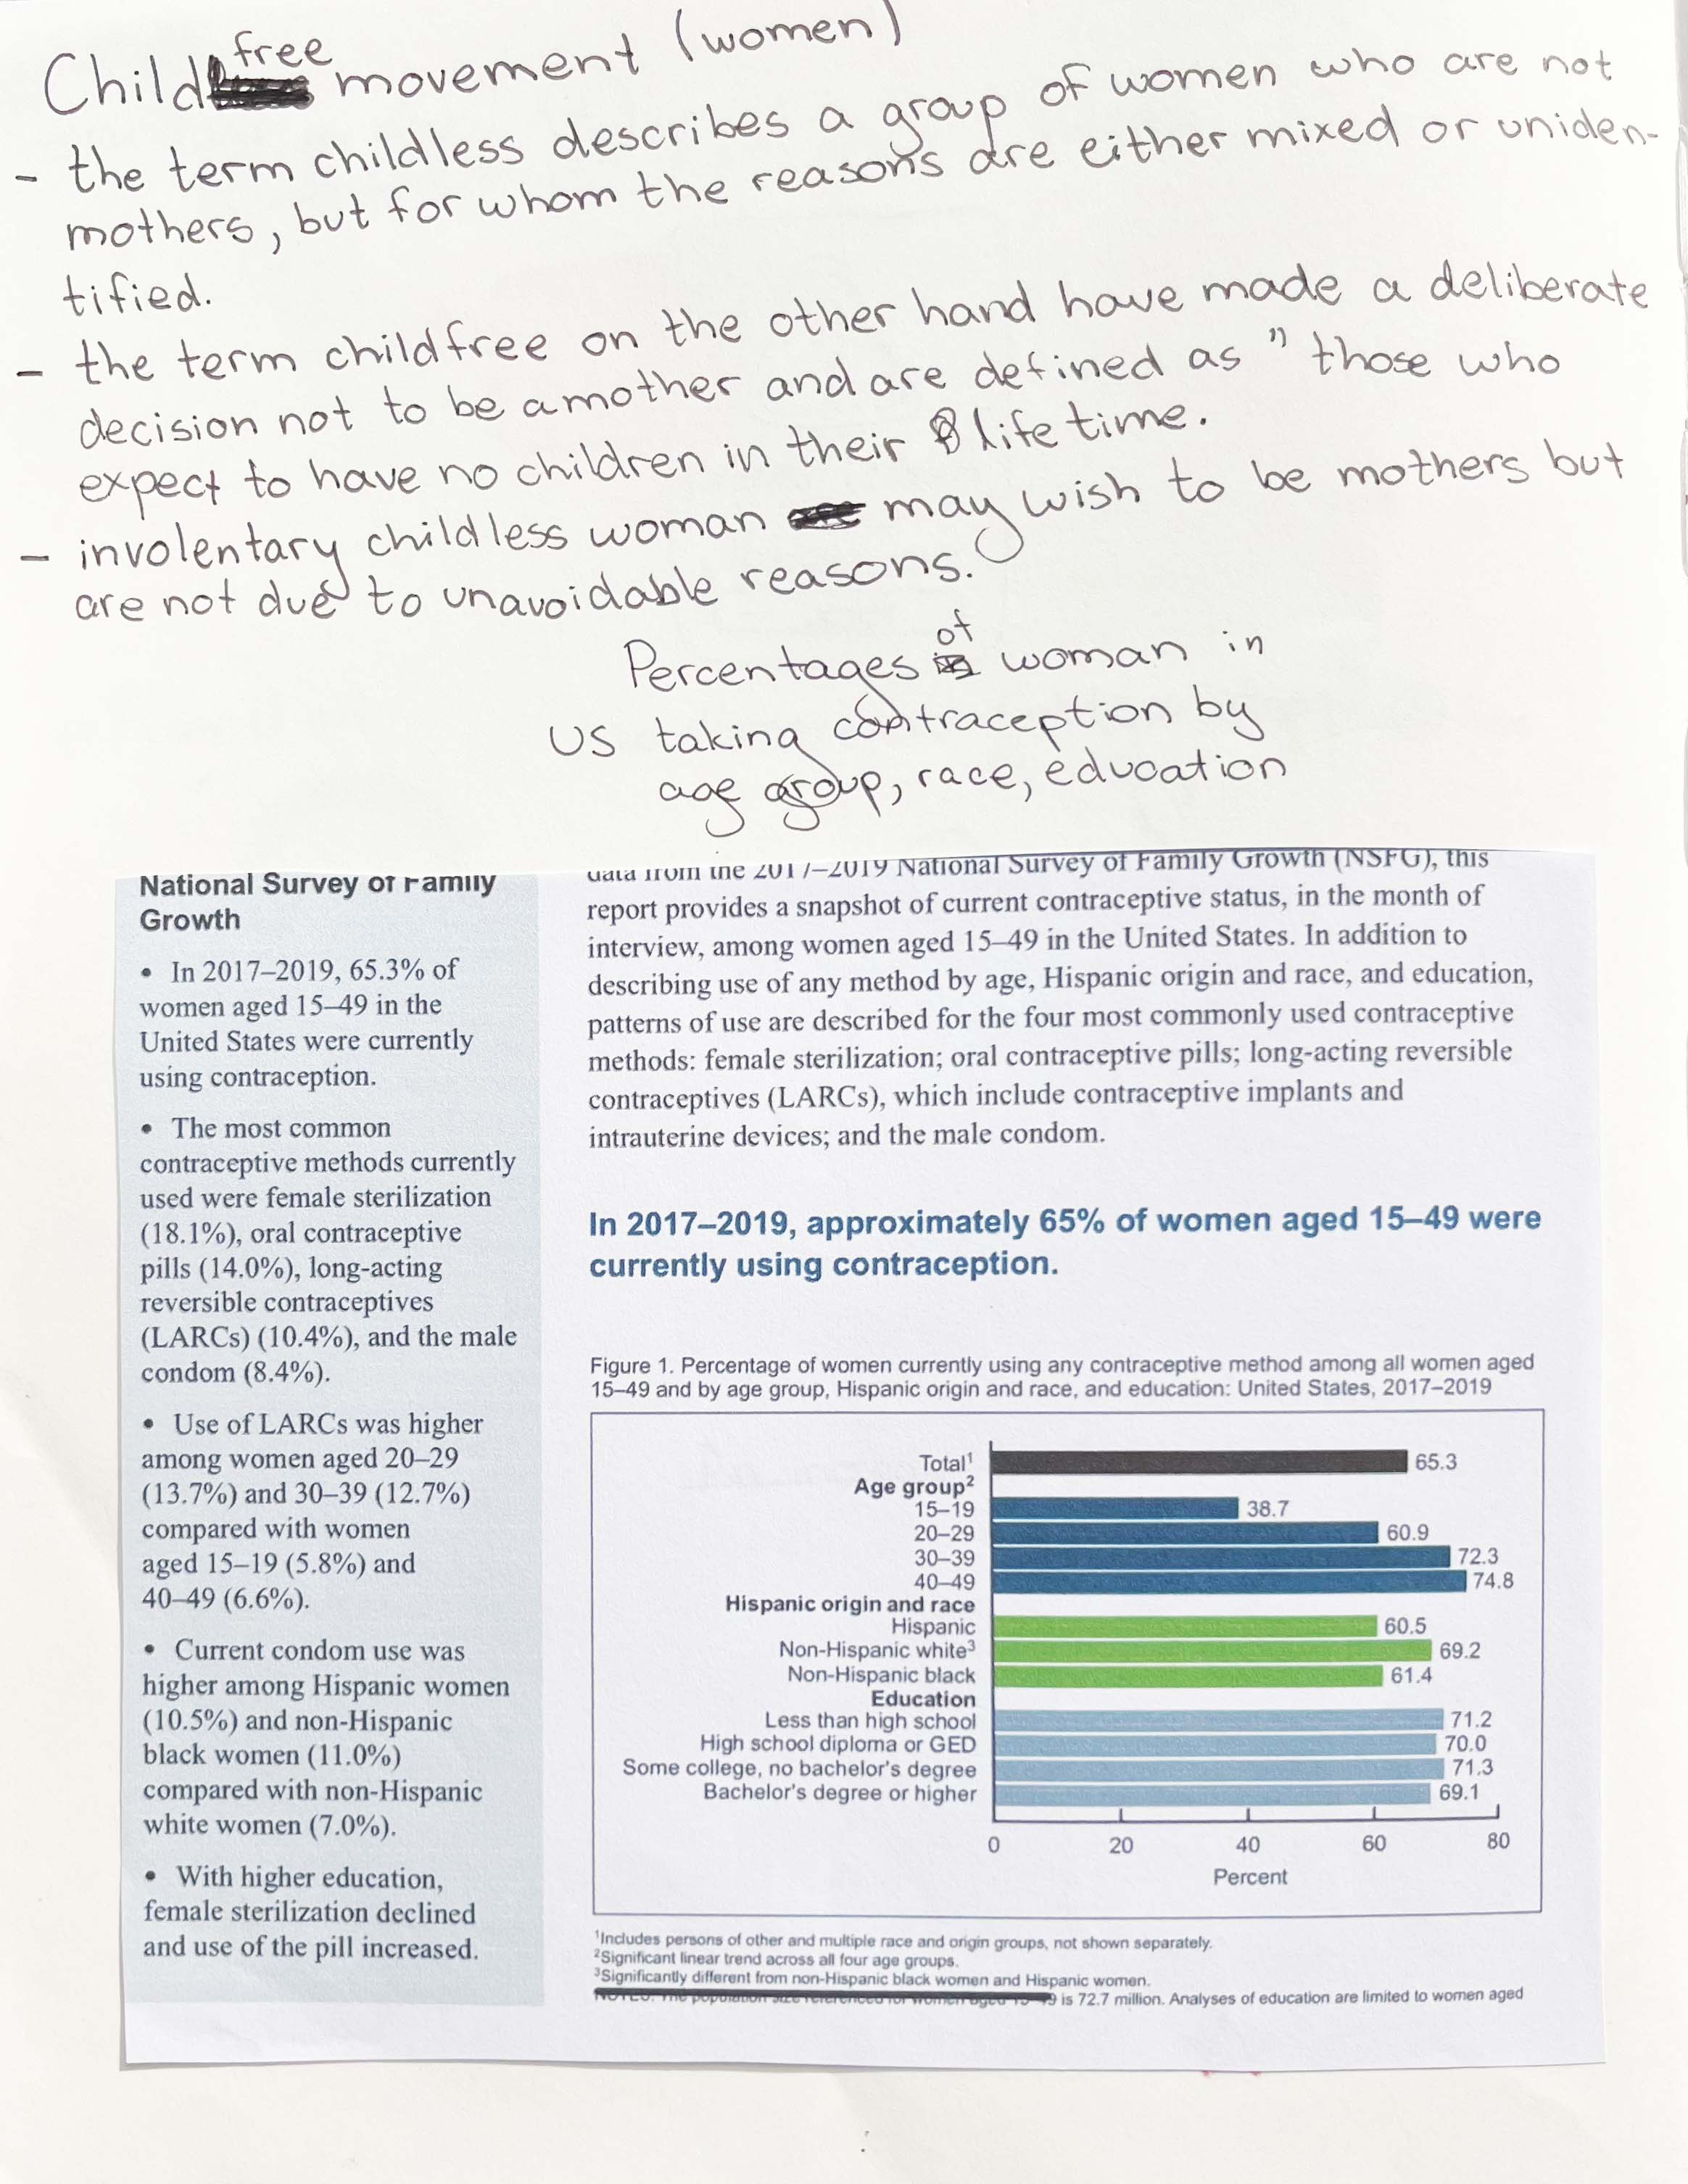 Childfree movement (women)
- the term childless describes a group of women who are not
mothers, but for whom the reasons are either mixed or uniden-
tified.
- the term childfree on the other hand have made a deliberate
decision not to be a mother and are defined as "those who
expect to have no children in their life time.
- involentary childless woman may wish to be mothers but
are not due to unavoidable reasons.
Percentages of woman in
US taking contraception by
age group, race, education
National Survey of Family
Growth
• In 2017–2019, 65.3% of
women aged 15–49 in the
United States were currently
using contraception.
• The most common
contraceptive methods currently
used were female sterilization
(18.1%), oral contraceptive
pills (14.0%), long-acting
reversible contraceptives
(LARCs) (10.4%), and the male
condom (8.4%).
• Use of LARCs was higher
among women aged 20–29
(13.7%) and 30–39 (12.7%)
compared with women
aged 15–19 (5.8%) and
40–49 (6.6%).
• Current condom use was
higher among Hispanic women
(10.5%) and non-Hispanic
black women (11.0%)
compared with non-Hispanic
white women (7.0%).
• With higher education,
female sterilization declined
and use of the pill increased.
data from the 2017–2019 National Survey of Family Growth (NSFG), this
report provides a snapshot of current contraceptive status, in the month of
interview, among women aged 15–49 in the United States. In addition to
describing use of any method by age, Hispanic origin and race, and education,
patterns of use are described for the four most commonly used contraceptive
methods: female sterilization; oral contraceptive pills; long-acting reversible
contraceptives (LARCs), which include contraceptive implants and
intrauterine devices; and the male condom.
In 2017–2019, approximately 65% of women aged 15–49 were
currently using contraception.
Figure 1. Percentage of women currently using any contraceptive method among all women aged
15–49 and by age group, Hispanic origin and race, and education: United States, 2017–2019
Total¹ 65.3
Age group²
15–19 38.7
20–29 60.9
30–39 72.3
40–49 74.8
Hispanic origin and race
Hispanic 60.5
Non-Hispanic white³ 69.2
Non-Hispanic black 61.4
Education
Less than high school 71.2
High school diploma or GED 70.0
Some college, no bachelor's degree 71.3
Bachelor's degree or higher 69.1
0 20 40 60 80
Percent
¹Includes persons of other and multiple race and origin groups, not shown separately.
²Significant linear trend across all four age groups.
³Significantly different from non-Hispanic black women and Hispanic women.
is 72.7 million. Analyses of education are limited to women aged